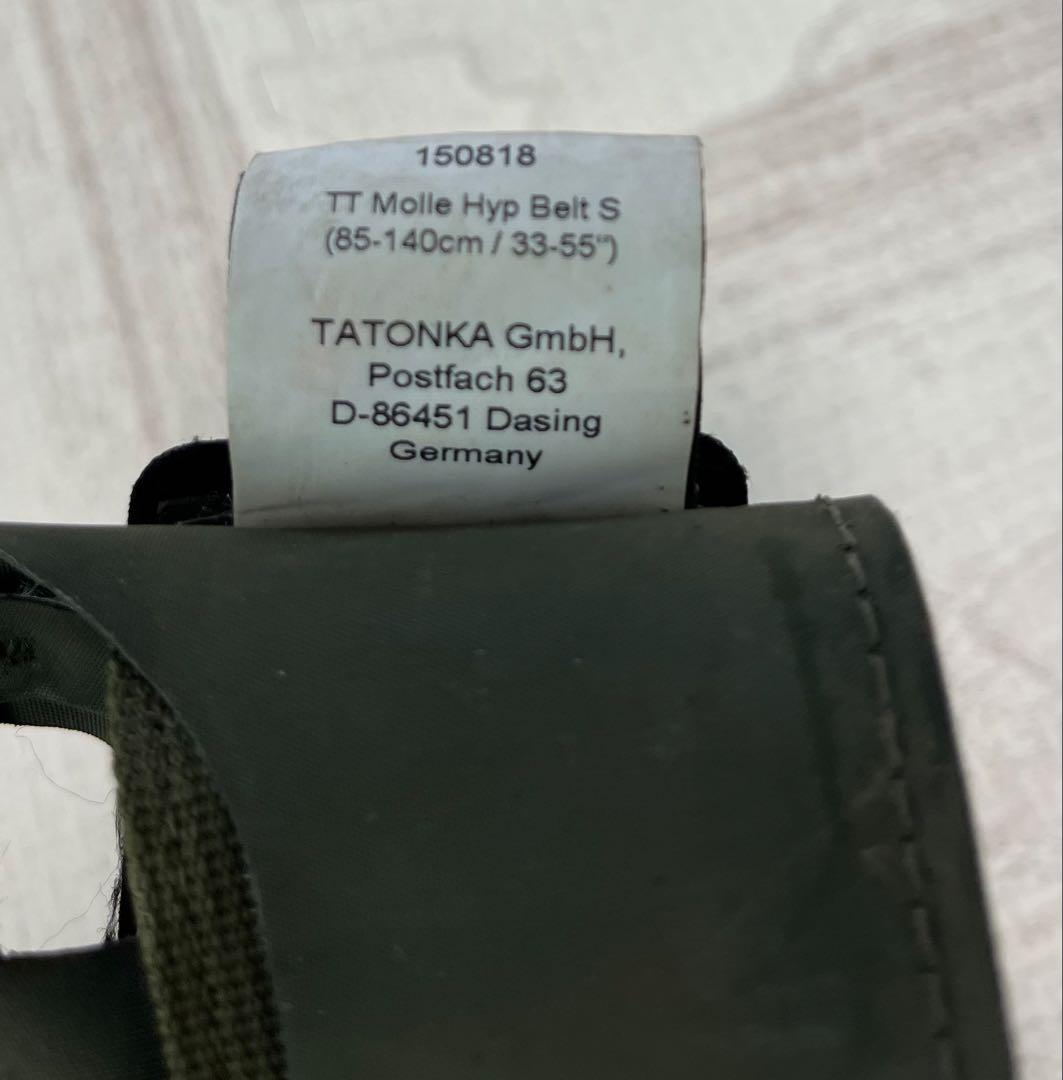 150818
TT Molle Hyp Belt S
(85-140cm / 33-55")
TATONKA GmbH,
Postfach 63
D-86451 Dasing
Germany